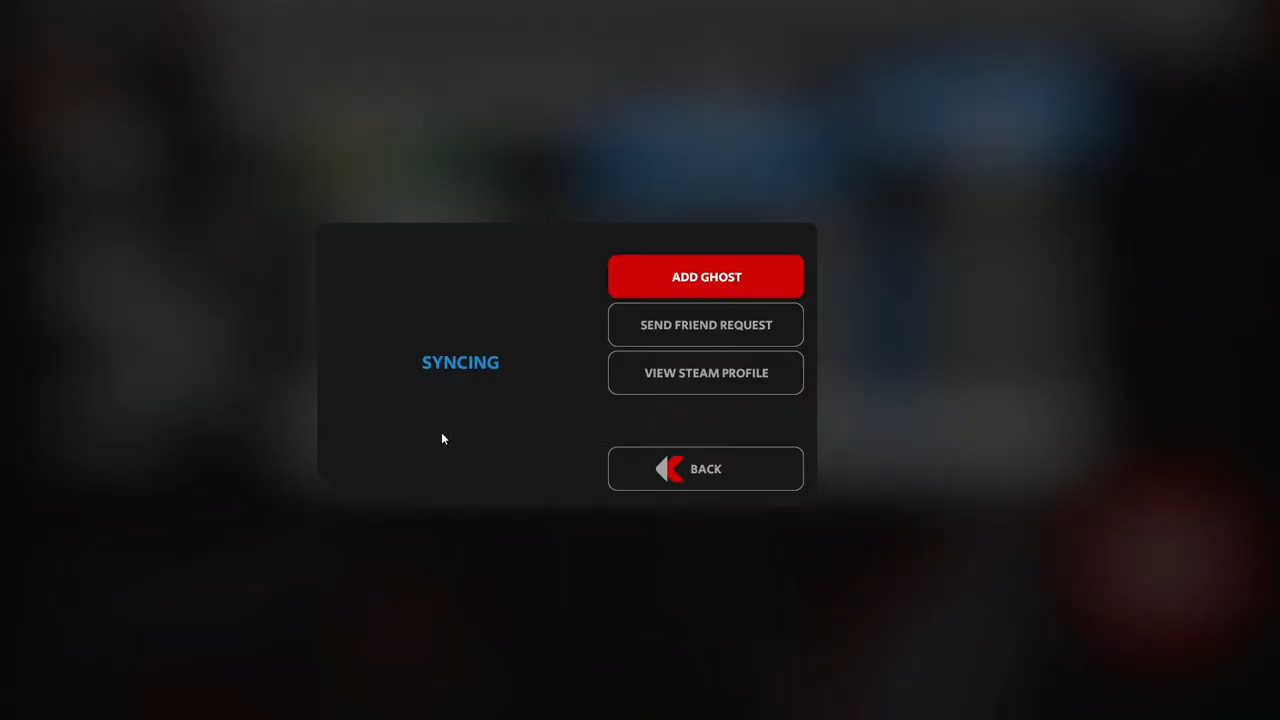 ADD GHOST
SEND FRIEND REQUEST
SYNCING
VIEW STEAM PROFILE
BACK